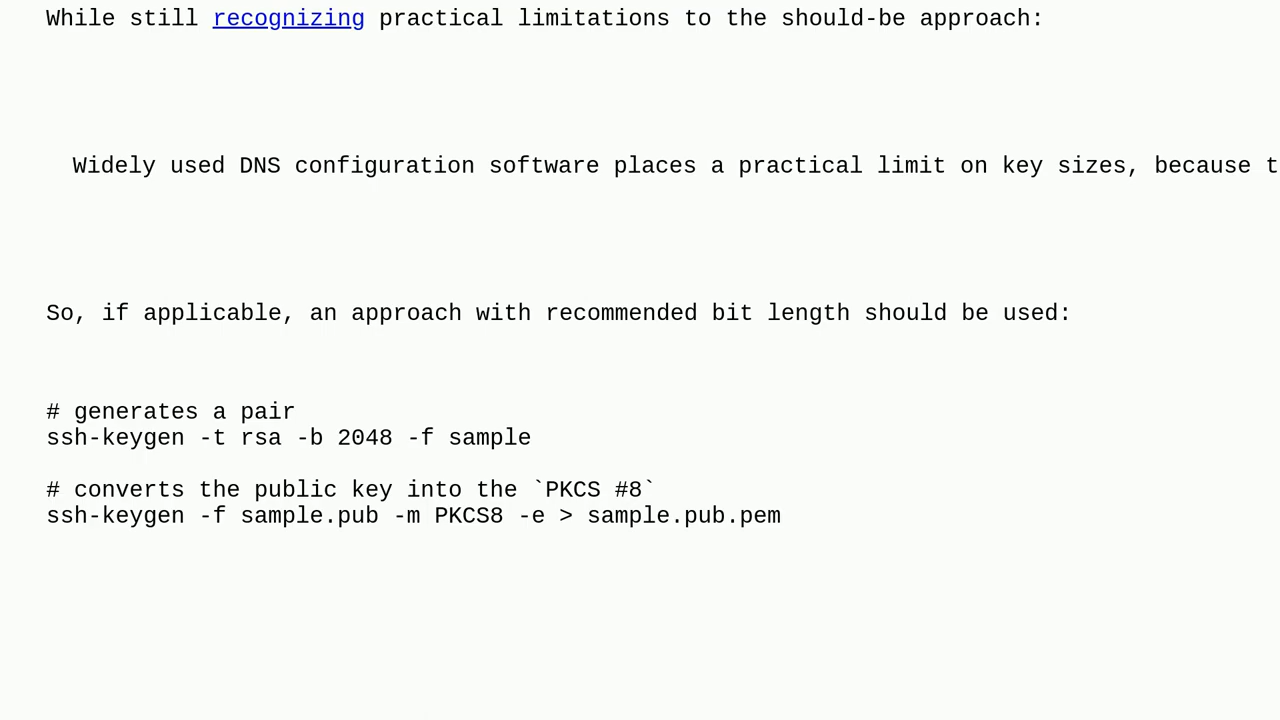 While still recognizing practical limitations to the should-be approach:
Widely used DNS configuration software places a practical limit on key sizes, because t
So, if applicable, an approach with recommended bit length should be used:
# generates a pair
ssh-keygen -t rsa -b 2048 -f sample
# converts the public key into the `PKCS #8`
ssh-keygen -f sample.pub -m PKCS8 -e > sample.pub.pem